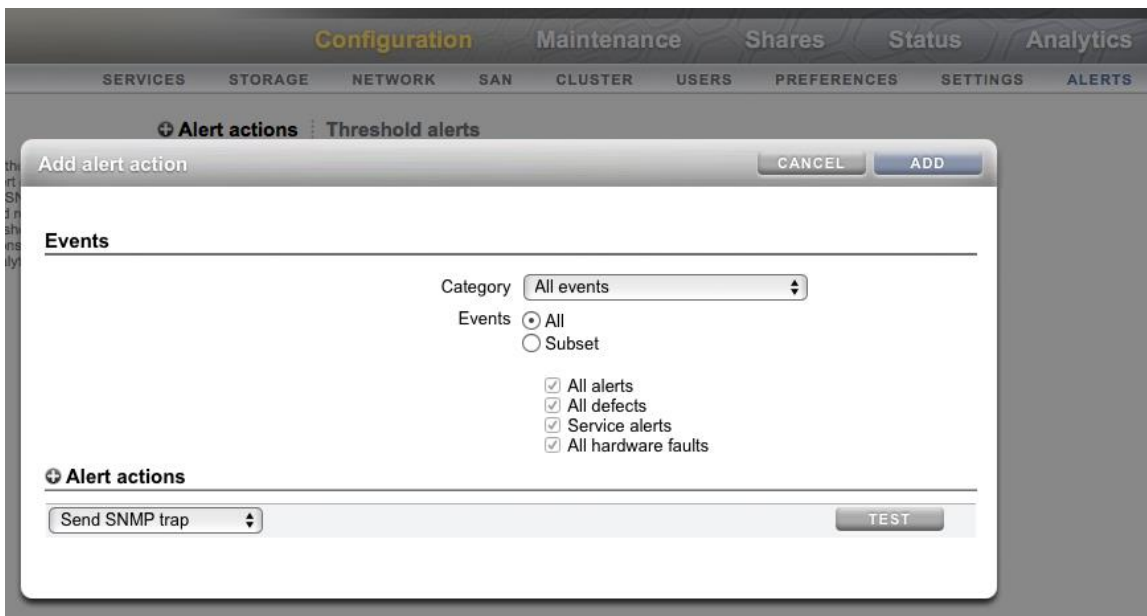 Configuration Maintenance Shares Status Analytics
SERVICES STORAGE NETWORK SAN CLUSTER USERS PREFERENCES SETTINGS ALERTS
Alert actions Threshold alerts
Add alert action CANCEL ADD
Events
Category All events
Events All
Subset
All alerts
All defects
Service alerts
All hardware faults
Alert actions
Send SNMP trap TEST